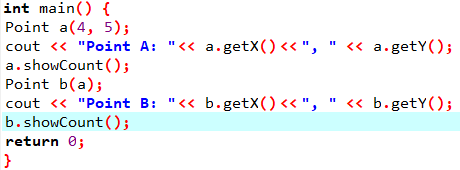 int main() {
Point a(4, 5);
cout << "Point A: "<< a.getX()<<", " << a.getY();
a.showCount();
Point b(a);
cout << "Point B: "<< b.getX()<<", " << b.getY();
b.showCount();
return 0;
}